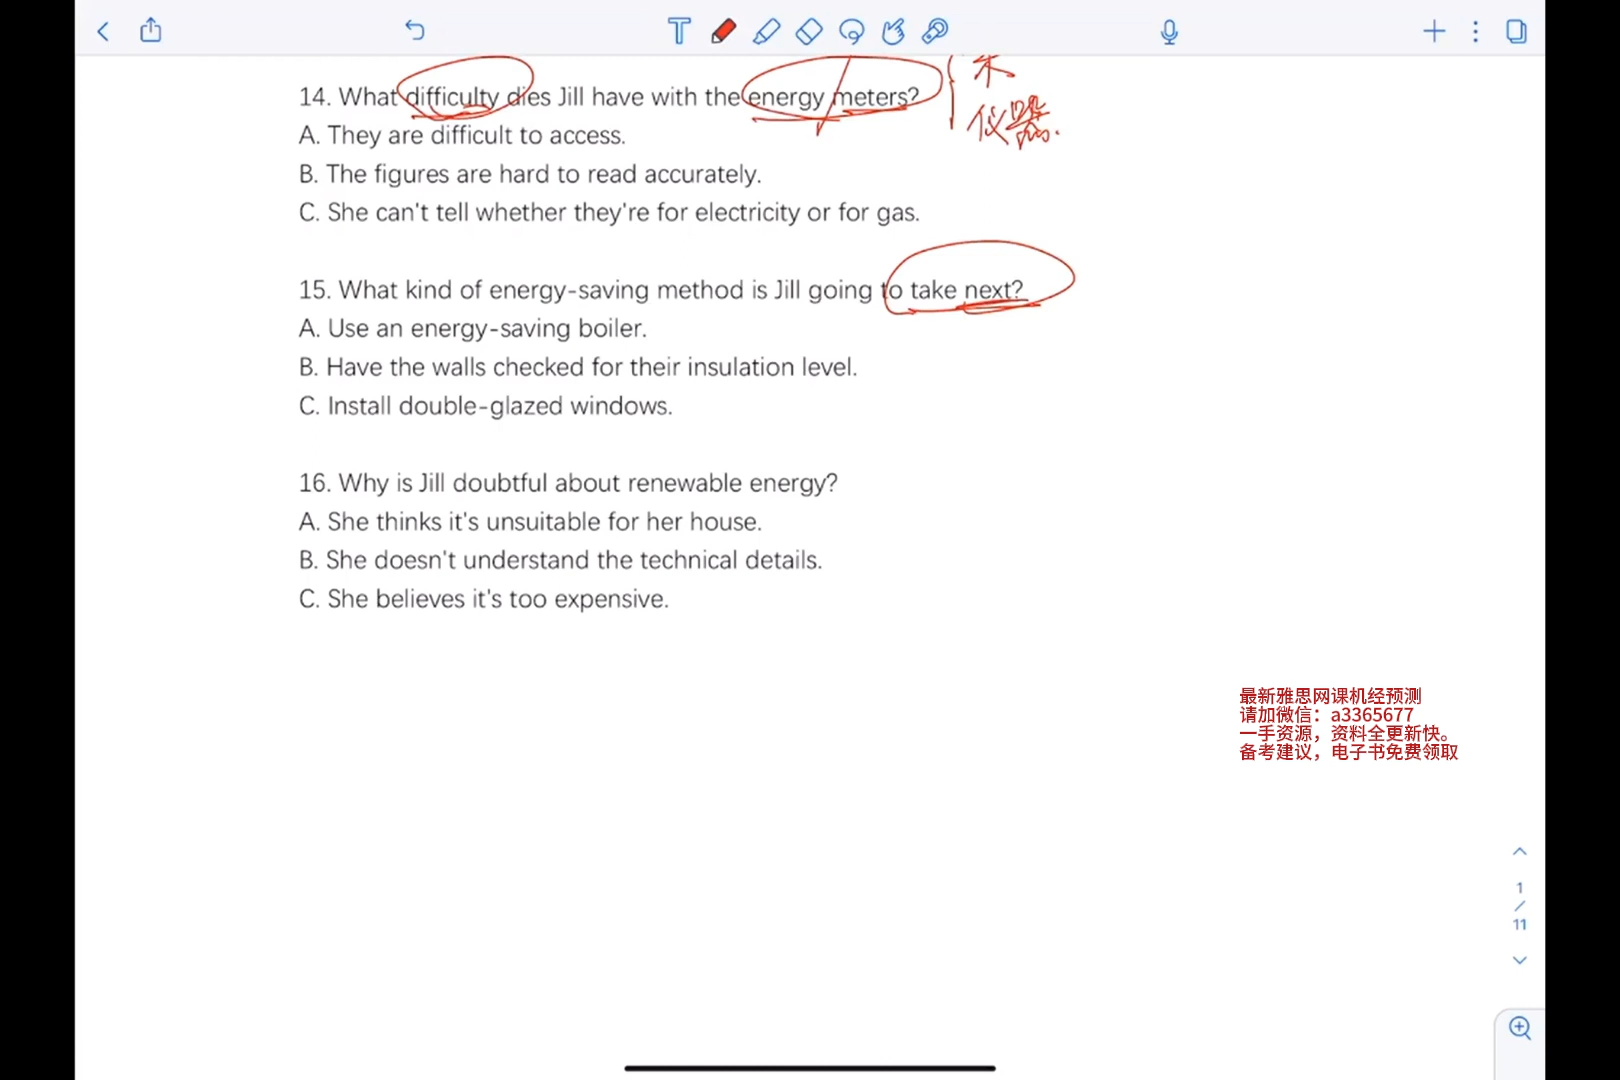 14. What difficulty dies Jill have with the energy meters?
A. They are difficult to access.
仪器.
B. The figures are hard to read accurately.
C. She can't tell whether they're for electricity or for gas.
15. What kind of energy-saving method is Jill going to take next?
A. Use an energy-saving boiler.
B. Have the walls checked for their insulation level.
C. Install double-glazed windows.
16. Why is Jill doubtful about renewable energy?
A. She thinks it's unsuitable for her house.
B. She doesn't understand the technical details.
C. She believes it's too expensive.
最新雅思网课机经预测
请加微信：a3365677
一手资源，资料全更新快。
备考建议，电子书免费领取
1
/
11